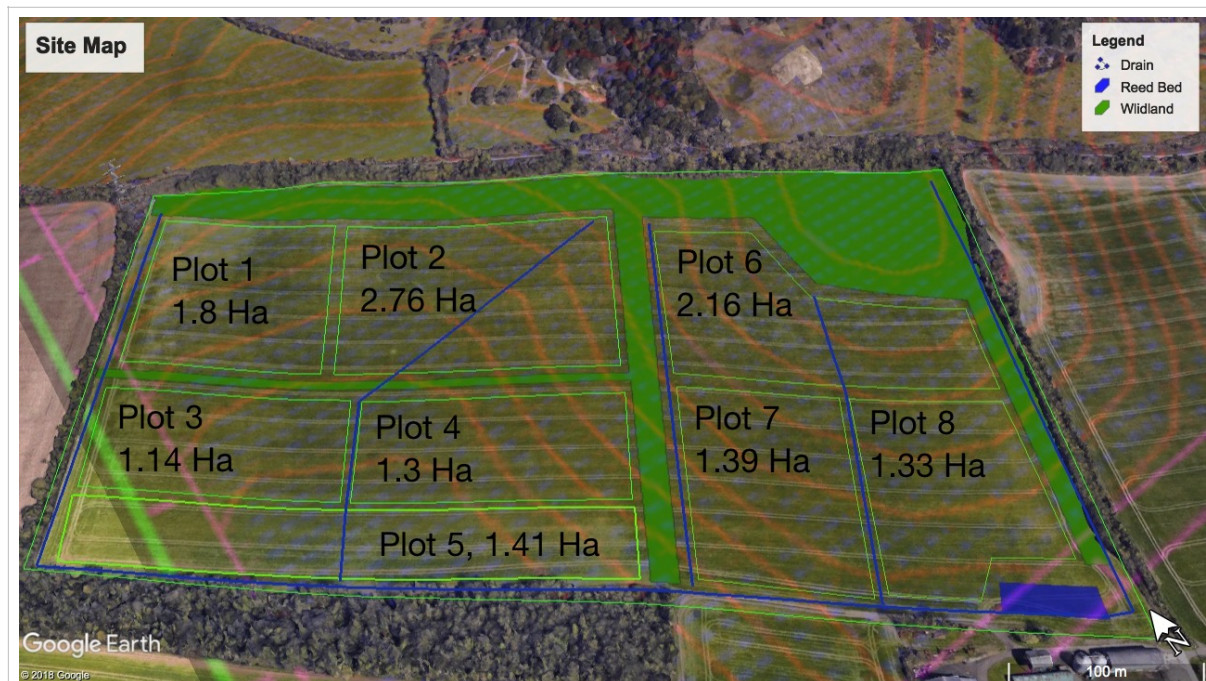 Site Map
Legend
Drain
Reed Bed
Wildland
Plot 1
1.8 Ha
Plot 2
2.76 Ha
Plot 6
2.16 Ha
Plot 3
1.14 Ha
Plot 4
1.3 Ha
Plot 7
1.39 Ha
Plot 8
1.33 Ha
Plot 5, 1.41 Ha
N
Google Earth
© 2018 Google
100 m